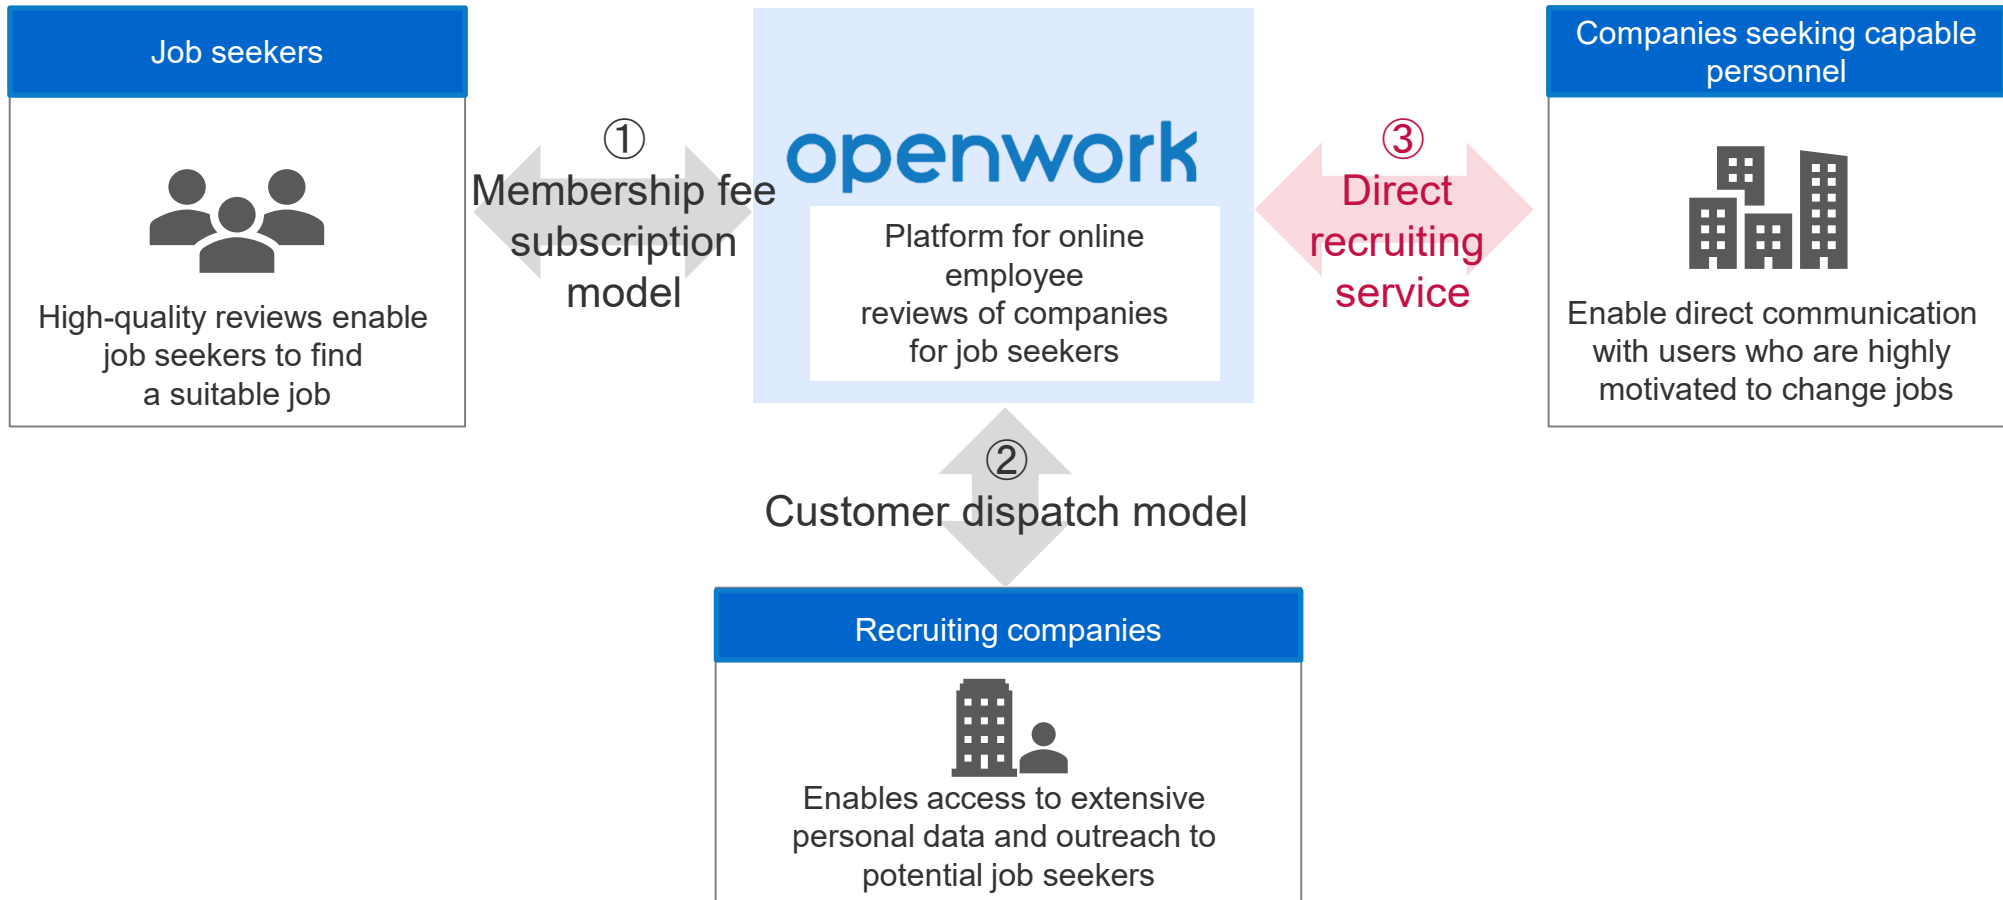 Job seekers
High-quality reviews enable
job seekers to find
a suitable job
①
Membership fee
subscription
model
openwork
Platform for online
employee
reviews of companies
for job seekers
③
Direct
recruiting
service
Companies seeking capable
personnel
Enable direct communication
with users who are highly
motivated to change jobs
②
Customer dispatch model
Recruiting companies
Enables access to extensive
personal data and outreach to
potential job seekers